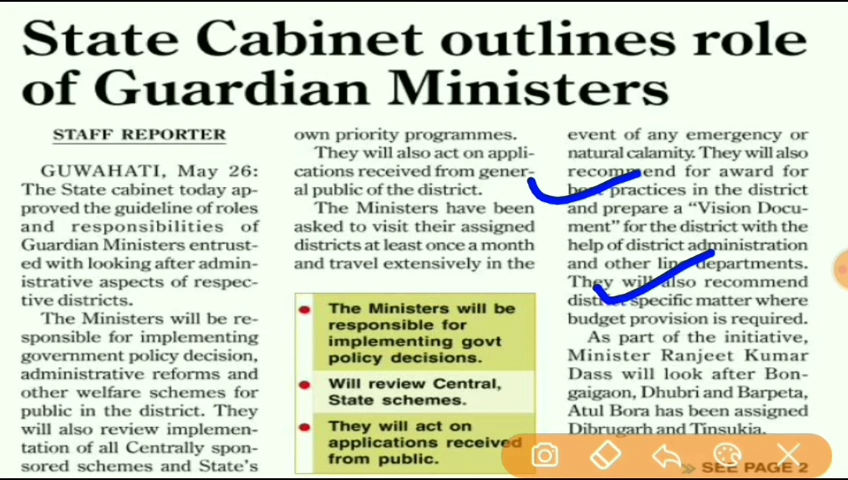 State Cabinet outlines role
of Guardian Ministers
STAFF REPORTER
GUWAHATI, May 26:
The State cabinet today ap-
proved the guideline of roles
and responsibilities of
Guardian Ministers entrust-
ed with looking after admin-
istrative aspects of respec-
tive districts.
The Ministers will be re-
sponsible for implementing
government policy decision,
administrative reforms and
other welfare schemes for
public in the district. They
will also review implemen-
tation of all Centrally spon-
sored schemes and State's
own priority programmes.
They will also act on appli-
cations received from gener-
al public of the district.
The Ministers have been
asked to visit their assigned
districts at least once a month
and travel extensively in the
The Ministers will be
responsible for
implementing govt
policy decisions.
Will review Central,
State schemes.
They will act on
applications received
from public.
event of any emergency or
natural calamity. They will also
recommend for award for
best practices in the district
and prepare a "Vision Docu-
ment" for the district with the
help of district administration
and other line departments.
They will also recommend
district specific matter where
budget provision is required.
As part of the initiative,
Minister Ranjeet Kumar
Dass will look after Bon-
gaigaon, Dhubri and Barpeta,
Atul Bora has been assigned
Dibrugarh and Tinsukia.
SEE PAGE 2